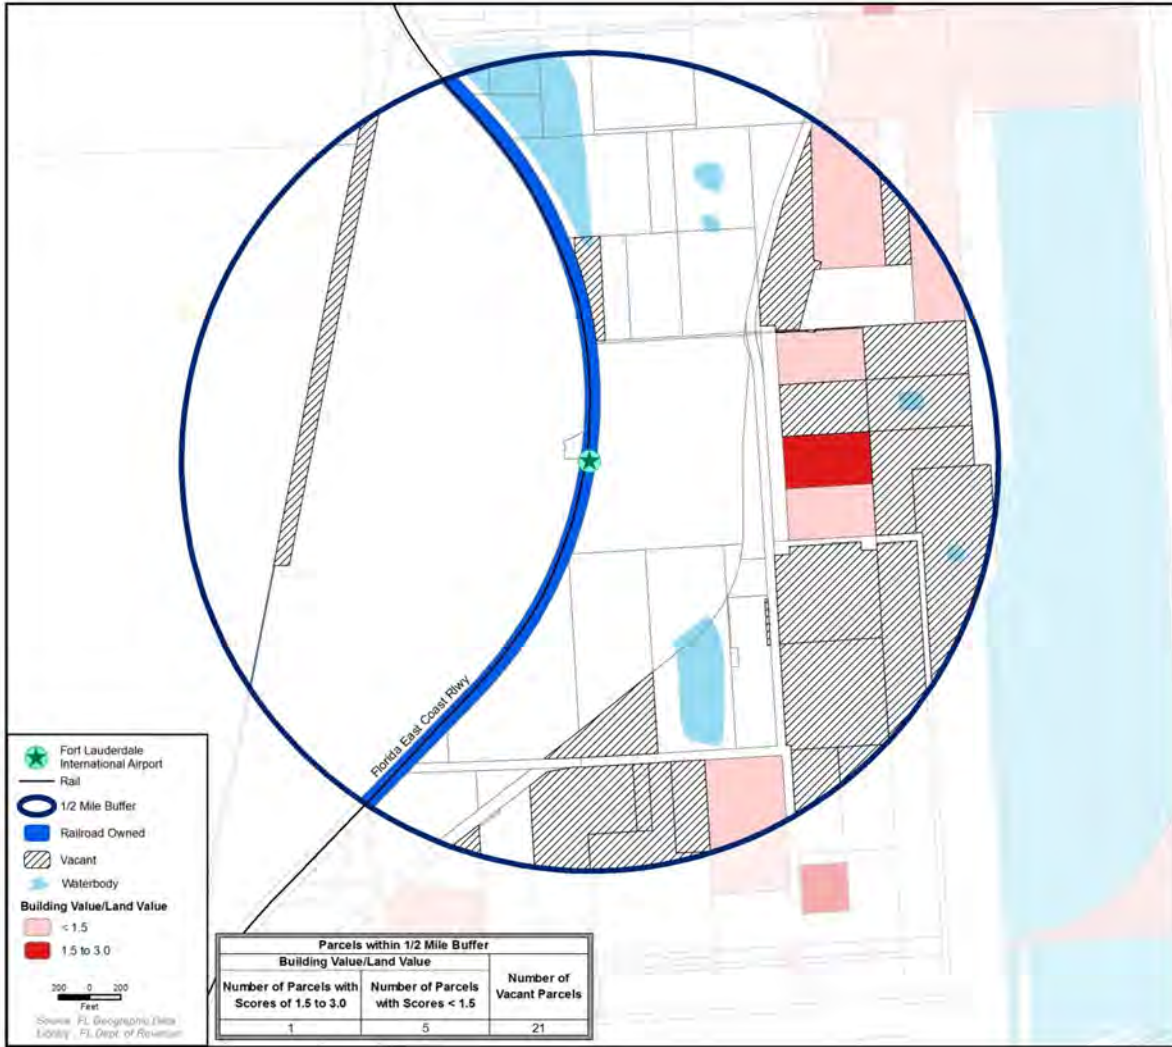 Florida East Coast Rlwy
Fort Lauderdale
International Airport
Rail
1/2 Mile Buffer
Railroad Owned
Vacant
Waterbody
Building Value/Land Value
< 1.5
1.5 to 3.0
200 0 200
Feet
Source: FL Geographic Data
Library , FL Dept. of Revenue
Parcels within 1/2 Mile Buffer
Building Value/Land Value
Number of Parcels with
Scores of 1.5 to 3.0
Number of Parcels
with Scores < 1.5
Number of
Vacant Parcels
1 5 21